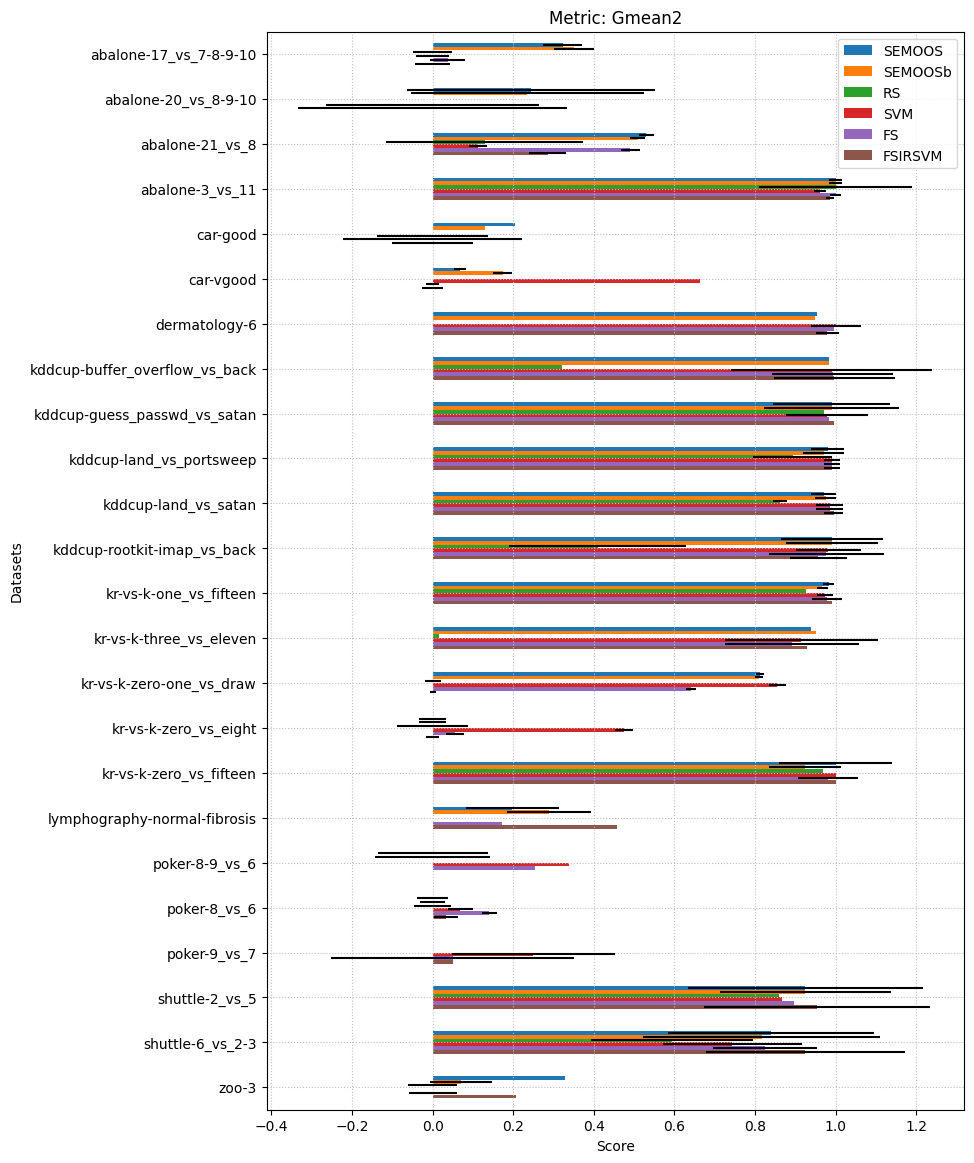 Metric: Gmean2
SEMOOS
SEMOOSb
RS
SVM
FS
FSIRSVM
Datasets
abalone-17_vs_7-8-9-10
abalone-20_vs_8-9-10
abalone-21_vs_8
abalone-3_vs_11
car-good
car-vgood
dermatology-6
kddcup-buffer_overflow_vs_back
kddcup-guess_passwd_vs_satan
kddcup-land_vs_portsweep
kddcup-land_vs_satan
kddcup-rootkit-imap_vs_back
kr-vs-k-one_vs_fifteen
kr-vs-k-three_vs_eleven
kr-vs-k-zero-one_vs_draw
kr-vs-k-zero_vs_eight
kr-vs-k-zero_vs_fifteen
lymphography-normal-fibrosis
poker-8-9_vs_6
poker-8_vs_6
poker-9_vs_7
shuttle-2_vs_5
shuttle-6_vs_2-3
zoo-3
−0.4 −0.2 0.0 0.2 0.4 0.6 0.8 1.0 1.2
Score